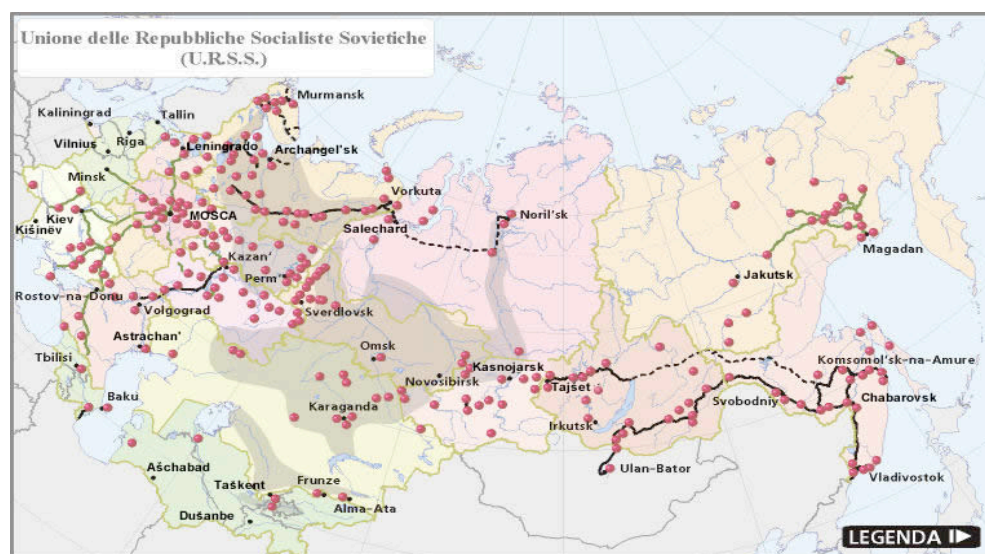 Unione delle Repubbliche Socialiste Sovietiche
(U.R.S.S.)
Murmansk
Kaliningrad
Tallin
Vilnius
Riga
Leningrado
Archangel'sk
Minsk
Vorkuta
Kiev
MOSCA
Noril'sk
Kišinëv
Salechard
Magadan
Kazan'
Perm'
Jakutsk
Rostov-na-Donu
Volgograd
Sverdlovsk
Astrachan'
Omsk
Kasnojarsk
Komsomol'sk-na-Amure
Tbilisi
Novosibirsk
Tajset
Baku
Karaganda
Svobodniy
Chabarovsk
Irkutsk
Ašchabad
Ulan-Bator
Vladivostok
Taškent
Frunze
Alma-Ata
Dušanbe
LEGENDA